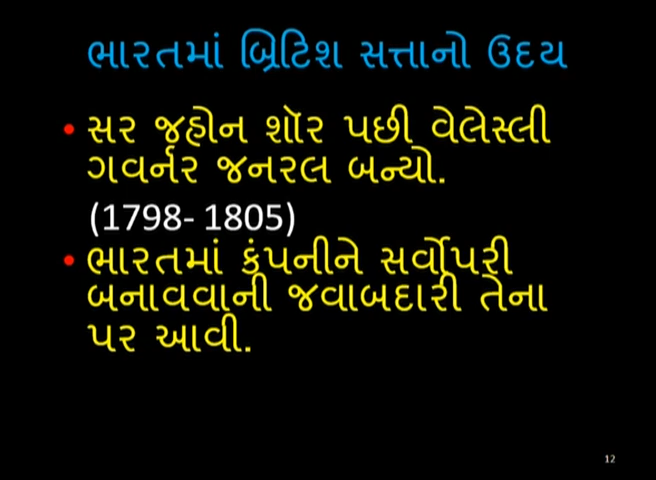 ભારતમાં બ્રિટિશ સત્તાનો ઉદય
• સર જ્હોન શૉર પછી વેલેસ્લી
ગવર્નર જનરલ બન્યો.
(1798- 1805)
• ભારતમાં કંપનીને સર્વોપરી
બનાવવાની જવાબદારી તેના
પર આવી.
12